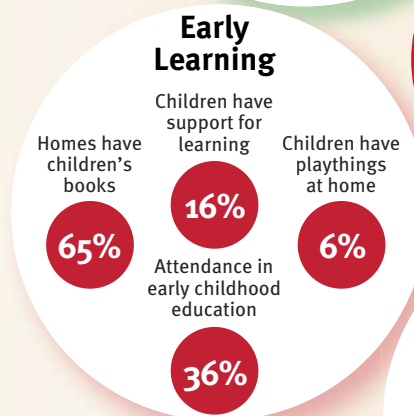 Early
Learning
Children have
support for
learning
16%
Homes have
children's
books
65%
Children have
playthings
at home
6%
Attendance in
early childhood
education
36%